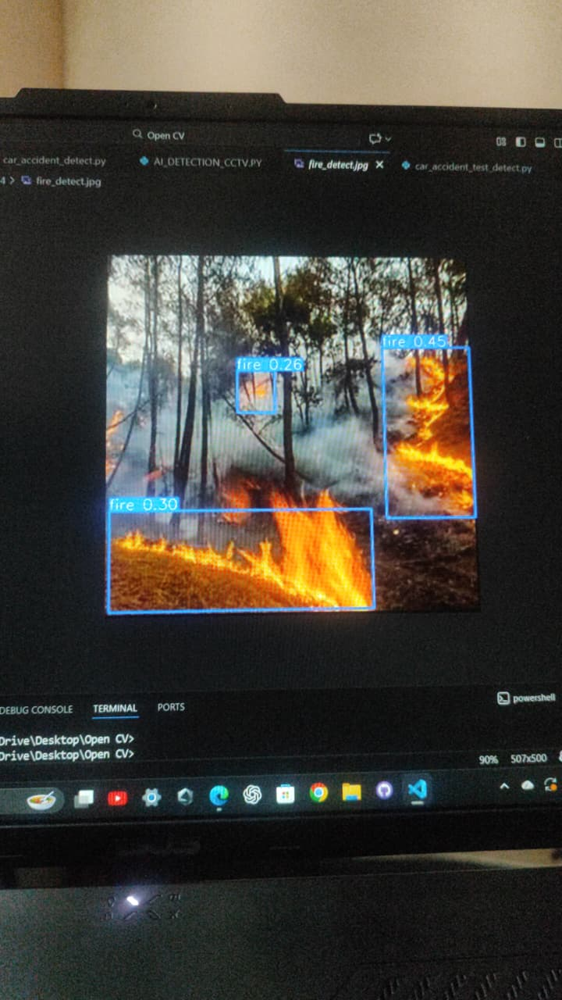 Open CV
car_accident_detect.py
AI_DETECTION_CCTV.PY
fire_detect.jpg
car_accident_test_detect.py
4 > fire_detect.jpg
fire 0.45
fire 0.26
fire 0.30
DEBUG CONSOLE
TERMINAL
PORTS
powershell
Drive\Desktop\Open CV>
Drive\Desktop\Open CV>
90%
507x500